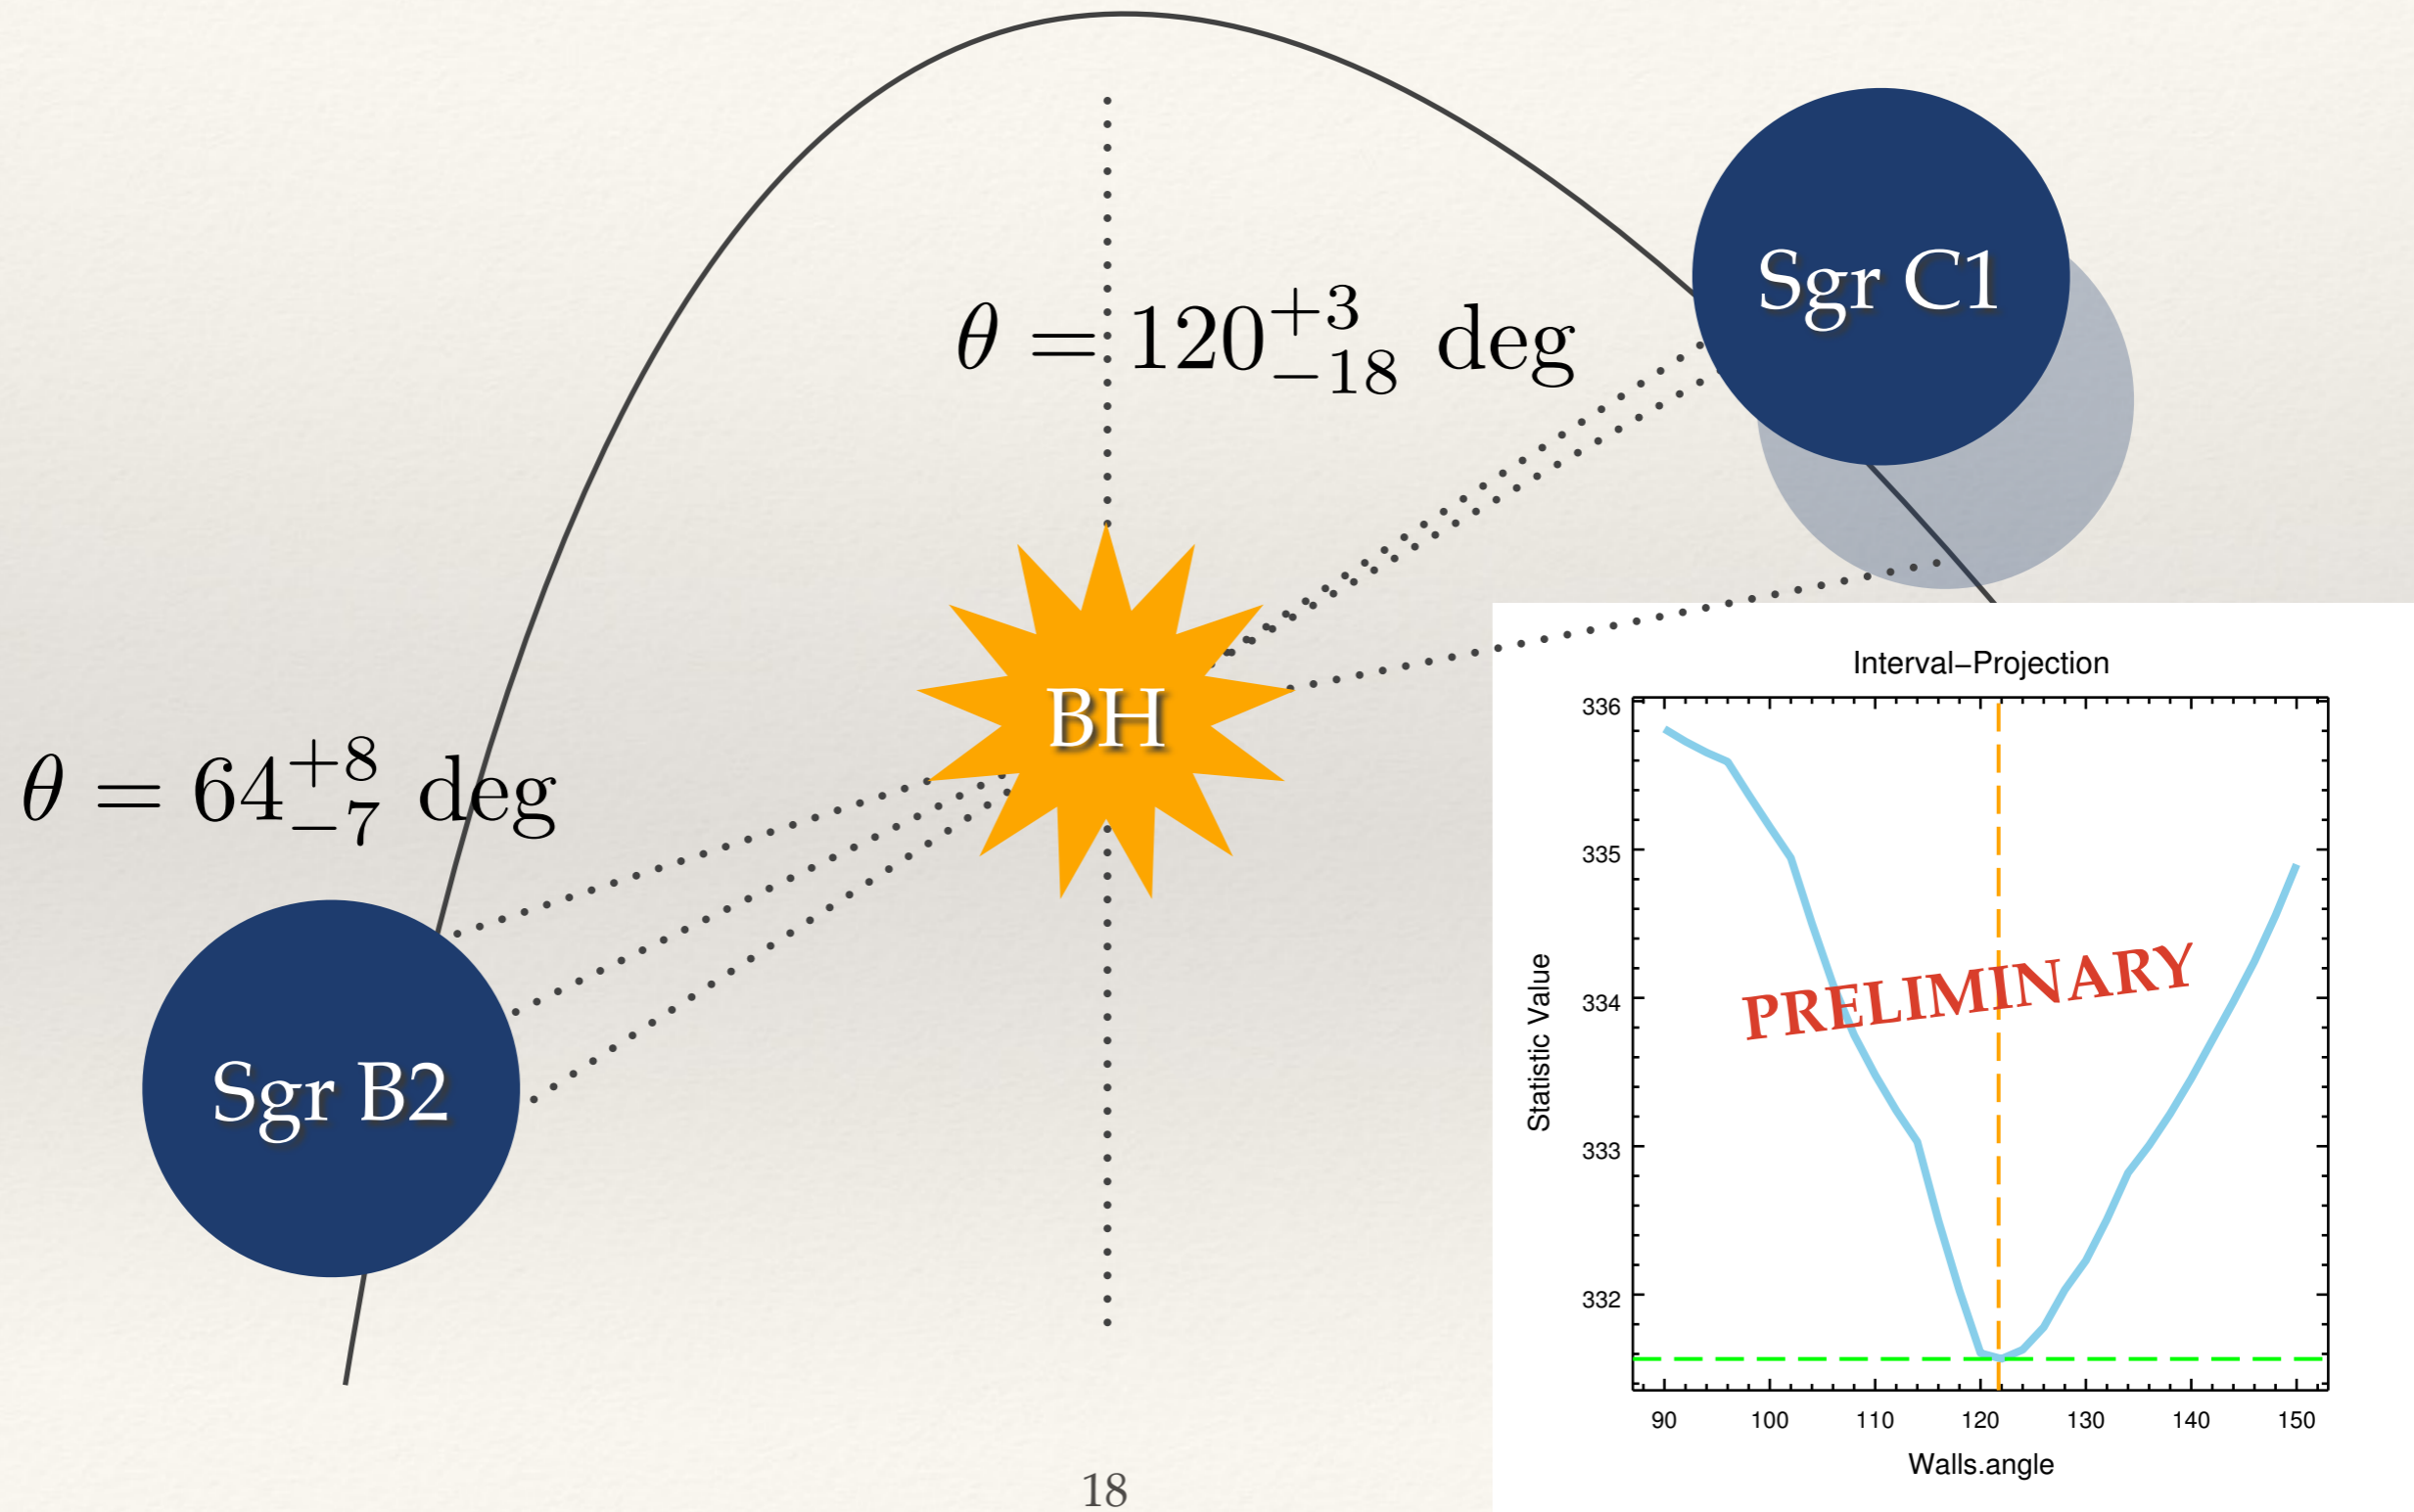 Sgr C1
θ = 120 +3 −18 deg
BH
θ = 64 +8 −7 deg
Sgr B2
Interval−Projection
336
335
334
333
332
Statistic Value
PRELIMINARY
90 100 110 120 130 140 150
Walls.angle
18